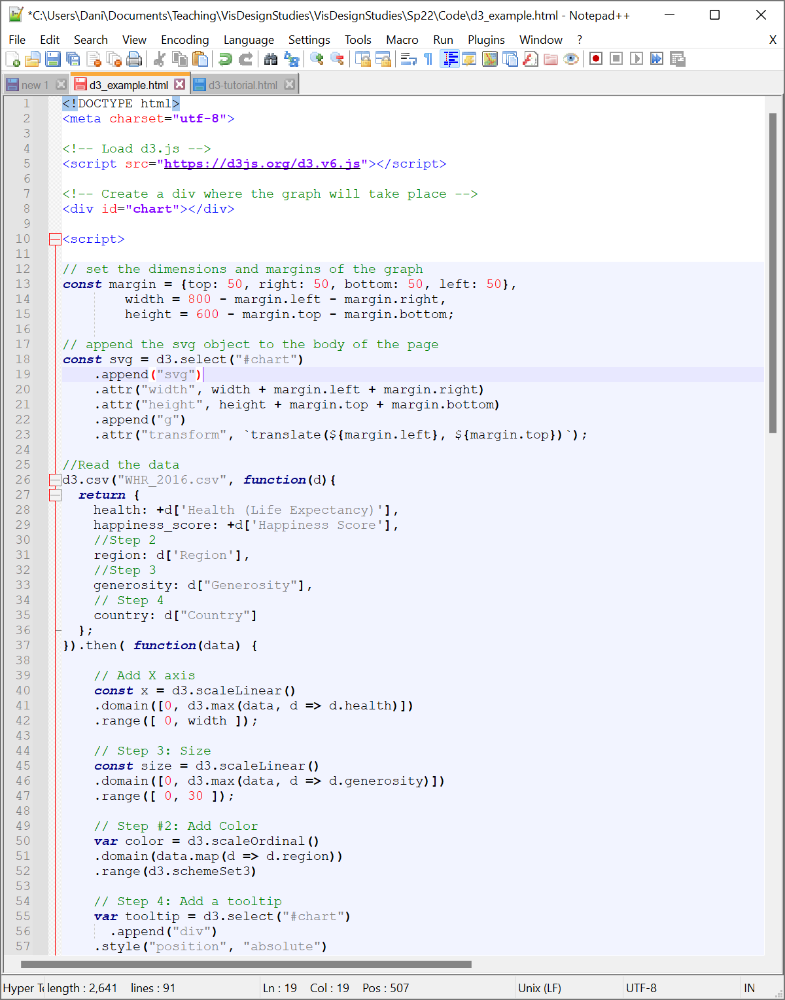 *C:\Users\Dani\Documents\Teaching\VisDesignStudies\VisDesignStudies\Sp22\Code\d3_example.html - Notepad++
File Edit Search View Encoding Language Settings Tools Macro Run Plugins Window ? X
new 1 d3_example.html d3-tutorial.html
1 <!DOCTYPE html>
2 <meta charset="utf-8">
3
4 <!-- Load d3.js -->
5 <script src="https://d3js.org/d3.v6.js"></script>
6
7 <!-- Create a div where the graph will take place -->
8 <div id="chart"></div>
9
10 <script>
11
12 // set the dimensions and margins of the graph
13 const margin = {top: 50, right: 50, bottom: 50, left: 50},
14         width = 800 - margin.left - margin.right,
15         height = 600 - margin.top - margin.bottom;
16
17 // append the svg object to the body of the page
18 const svg = d3.select("#chart")
19     .append("svg")
20     .attr("width", width + margin.left + margin.right)
21     .attr("height", height + margin.top + margin.bottom)
22     .append("g")
23     .attr("transform", `translate(${margin.left}, ${margin.top})`);
24
25 //Read the data
26 d3.csv("WHR_2016.csv", function(d){
27   return {
28     health: +d['Health (Life Expectancy)'],
29     happiness_score: +d['Happiness Score'],
30     //Step 2
31     region: d['Region'],
32     //Step 3
33     generosity: d["Generosity"],
34     // Step 4
35     country: d["Country"]
36   };
37 }).then( function(data) {
38
39     // Add X axis
40     const x = d3.scaleLinear()
41     .domain([0, d3.max(data, d => d.health)])
42     .range([ 0, width ]);
43
44     // Step 3: Size
45     const size = d3.scaleLinear()
46     .domain([0, d3.max(data, d => d.generosity)])
47     .range([ 0, 30 ]);
48
49     // Step #2: Add Color
50     var color = d3.scaleOrdinal()
51     .domain(data.map(d => d.region))
52     .range(d3.schemeSet3)
53
54     // Step 4: Add a tooltip
55     var tooltip = d3.select("#chart")
56       .append("div")
57     .style("position", "absolute")
Hyper Te length : 2,641 lines : 91 Ln : 19 Col : 19 Pos : 507 Unix (LF) UTF-8 IN